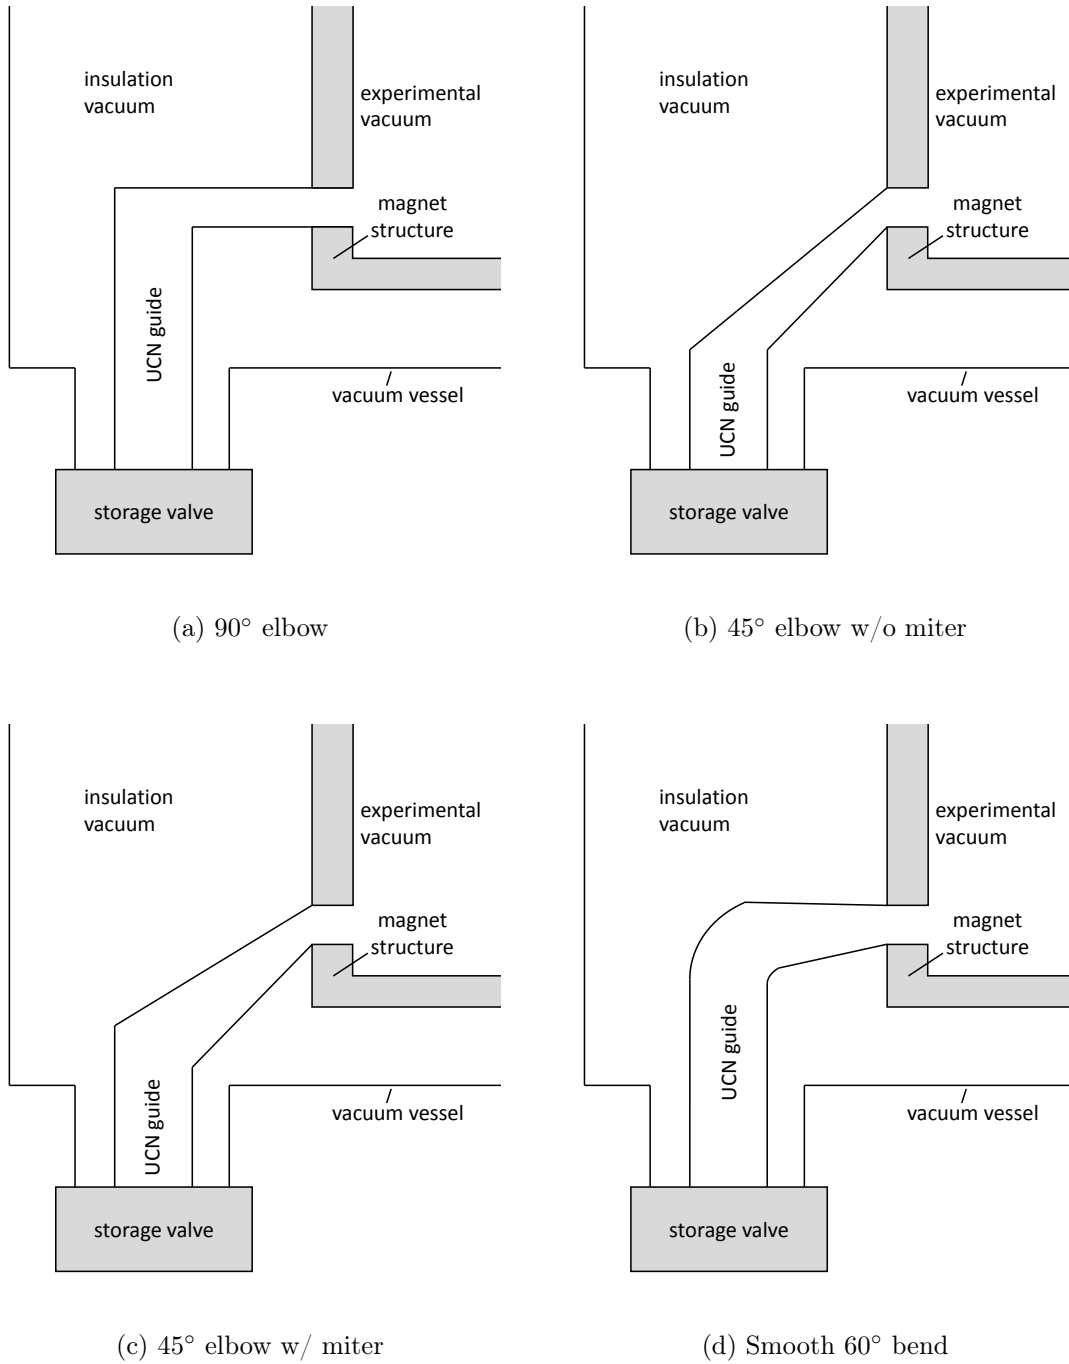 insulation
vacuum
experimental
vacuum
magnet
structure
UCN guide
vacuum vessel
storage valve
(a) 90° elbow
insulation
vacuum
experimental
vacuum
magnet
structure
UCN guide
vacuum vessel
storage valve
(b) 45° elbow w/o miter
insulation
vacuum
experimental
vacuum
magnet
structure
UCN guide
vacuum vessel
storage valve
(c) 45° elbow w/ miter
insulation
vacuum
experimental
vacuum
magnet
structure
UCN guide
vacuum vessel
storage valve
(d) Smooth 60° bend